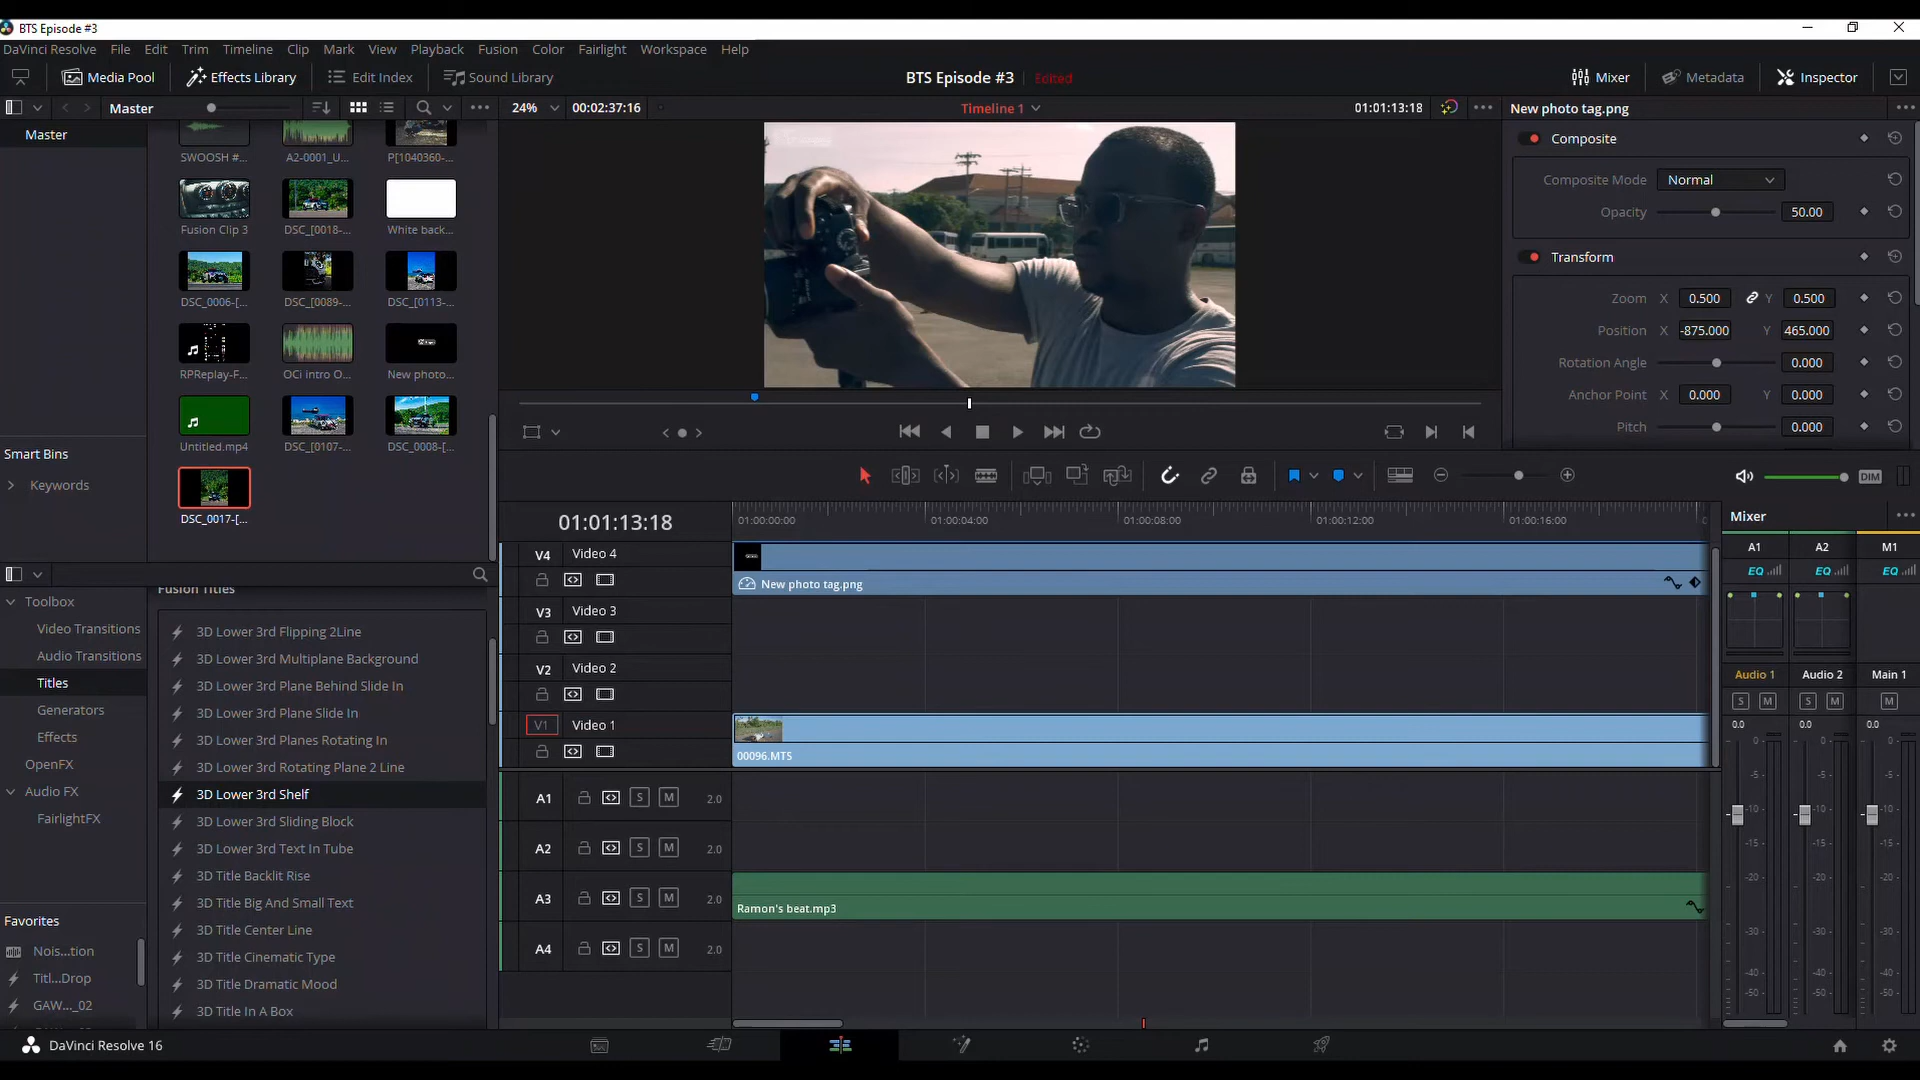 BTS Episode #3
DaVinci Resolve File Edit Trim Timeline Clip Mark View Playback Fusion Color Fairlight Workspace Help
Media Pool Effects Library Edit Index Sound Library BTS Episode #3 Edited Mixer Metadata Inspector
Master 24% 00:02:37:16 Timeline 1 01:01:13:18 New photo tag.png
Master
SWOOSH #... A2-0001_U... P[1040360-...
Fusion Clip 3 DSC_[0018-... White back...
DSC_0006-[... DSC_[0089-... DSC_[0113-...
RPReplay-F... OCi intro O... New photo...
Untitled.mp4 DSC_[0107-... DSC_0008-[...
DSC_0017-[...
Smart Bins
Keywords
Composite
Composite Mode Normal
Opacity 50.00
Transform
Zoom X 0.500 Y 0.500
Position X -875.000 Y 465.000
Rotation Angle 0.000
Anchor Point X 0.000 Y 0.000
Pitch 0.000
DIM
Toolbox
Video Transitions
Audio Transitions
Titles
Generators
Effects
OpenFX
Audio FX
FairlightFX
Favorites
Nois...tion
Titl...Drop
GAW..._02
Fusion Titles
3D Lower 3rd Flipping 2Line
3D Lower 3rd Multiplane Background
3D Lower 3rd Plane Behind Slide In
3D Lower 3rd Plane Slide In
3D Lower 3rd Planes Rotating In
3D Lower 3rd Rotating Plane 2 Line
3D Lower 3rd Shelf
3D Lower 3rd Sliding Block
3D Lower 3rd Text In Tube
3D Title Backlit Rise
3D Title Big And Small Text
3D Title Center Line
3D Title Cinematic Type
3D Title Dramatic Mood
3D Title In A Box
01:01:13:18 01:00:00:00 01:00:04:00 01:00:08:00 01:00:12:00 01:00:16:00
V4 Video 4
New photo tag.png
V3 Video 3
V2 Video 2
V1 Video 1
00096.MTS
A1 S M 2.0
A2 S M 2.0
A3 S M 2.0
Ramon's beat.mp3
A4 S M 2.0
Mixer
A1 A2 M1
EQ EQ EQ
Audio 1 Audio 2 Main 1
S M S M M
0.0 0.0 0.0
0- 0- 0-
-5- -5- -5-
-10- -10- -10-
-15- -15- -15-
-20- -20- -20-
-30- -30- -30-
-40- -40- -40-
-50- -50- -50-
DaVinci Resolve 16